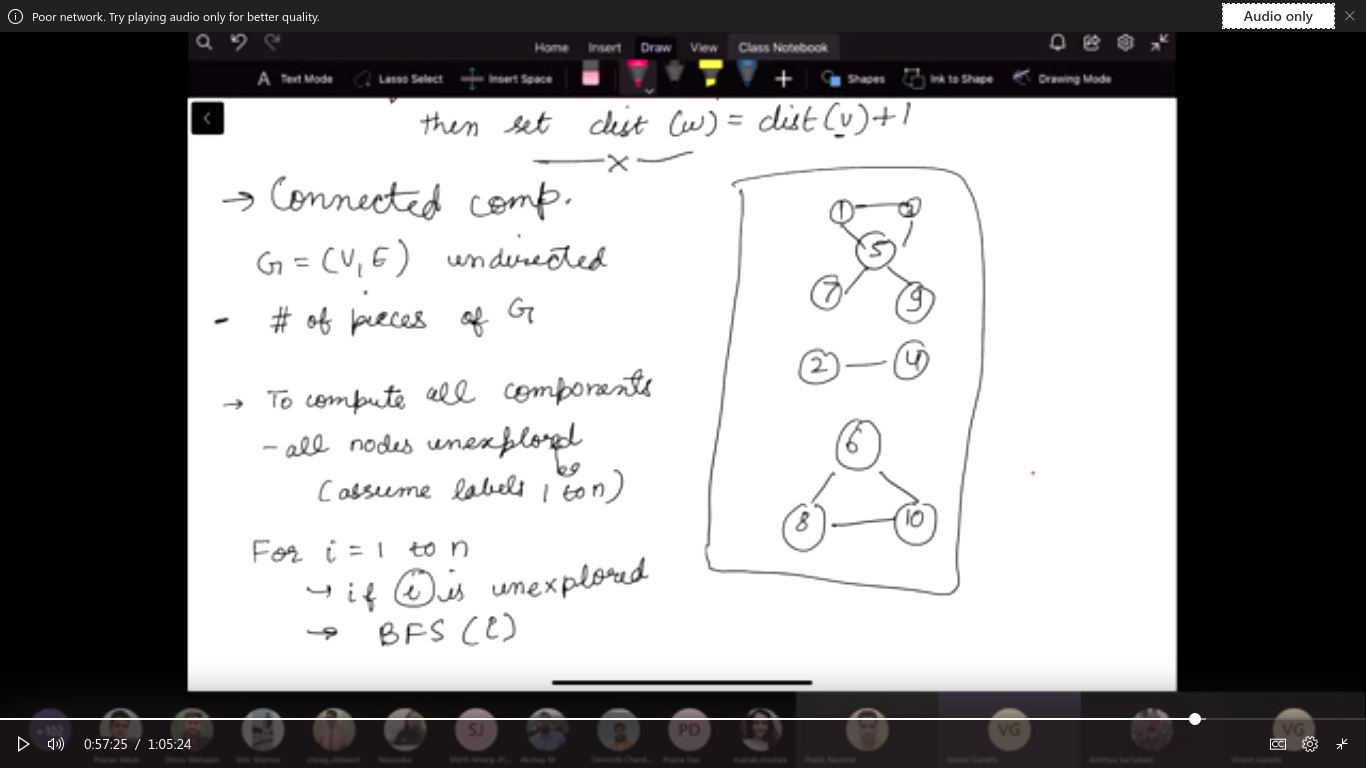 Poor network. Try playing audio only for better quality.
Audio only
Home Insert Draw View Class Notebook
Text Mode Lasso Select Insert Space Shapes Ink to Shape Drawing Mode
then set dist (w) = dist (v) + 1
x
→ Connected comp.
G = (V, E) undirected
- # of pieces of G
→ To compute all components
- all nodes unexplored
(assume labels 1 to n)
For i = 1 to n
→ if i is unexplored
→ BFS (i)
1
5
7 9
2 4
6
8 10
SJ PD VG VG
0:57:25 / 1:05:24
CC